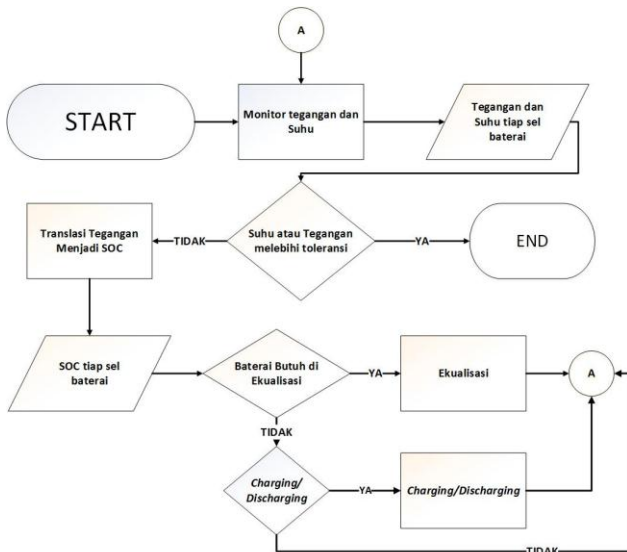 A
START
Monitor tegangan dan
Suhu
Tegangan dan
Suhu tiap sel
baterai
Translasi Tegangan
Menjadi SOC
TIDAK
Suhu atau Tegangan
melebihi toleransi
YA
END
SOC tiap sel
baterai
Baterai Butuh di
Ekualisasi
YA
Ekualisasi
A
TIDAK
Charging/
Discharging
YA
Charging/Discharging
TIDAK